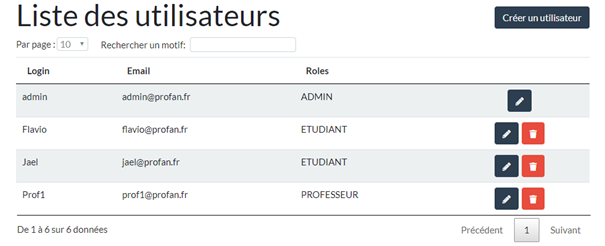 Liste des utilisateurs
Créer un utilisateur
Par page : 10 Rechercher un motif:
Login Email Roles
admin admin@profan.fr ADMIN
Flavio flavio@profan.fr ETUDIANT
Jael jael@profan.fr ETUDIANT
Prof1 prof1@profan.fr PROFESSEUR
De 1 à 6 sur 6 données Précédent 1 Suivant